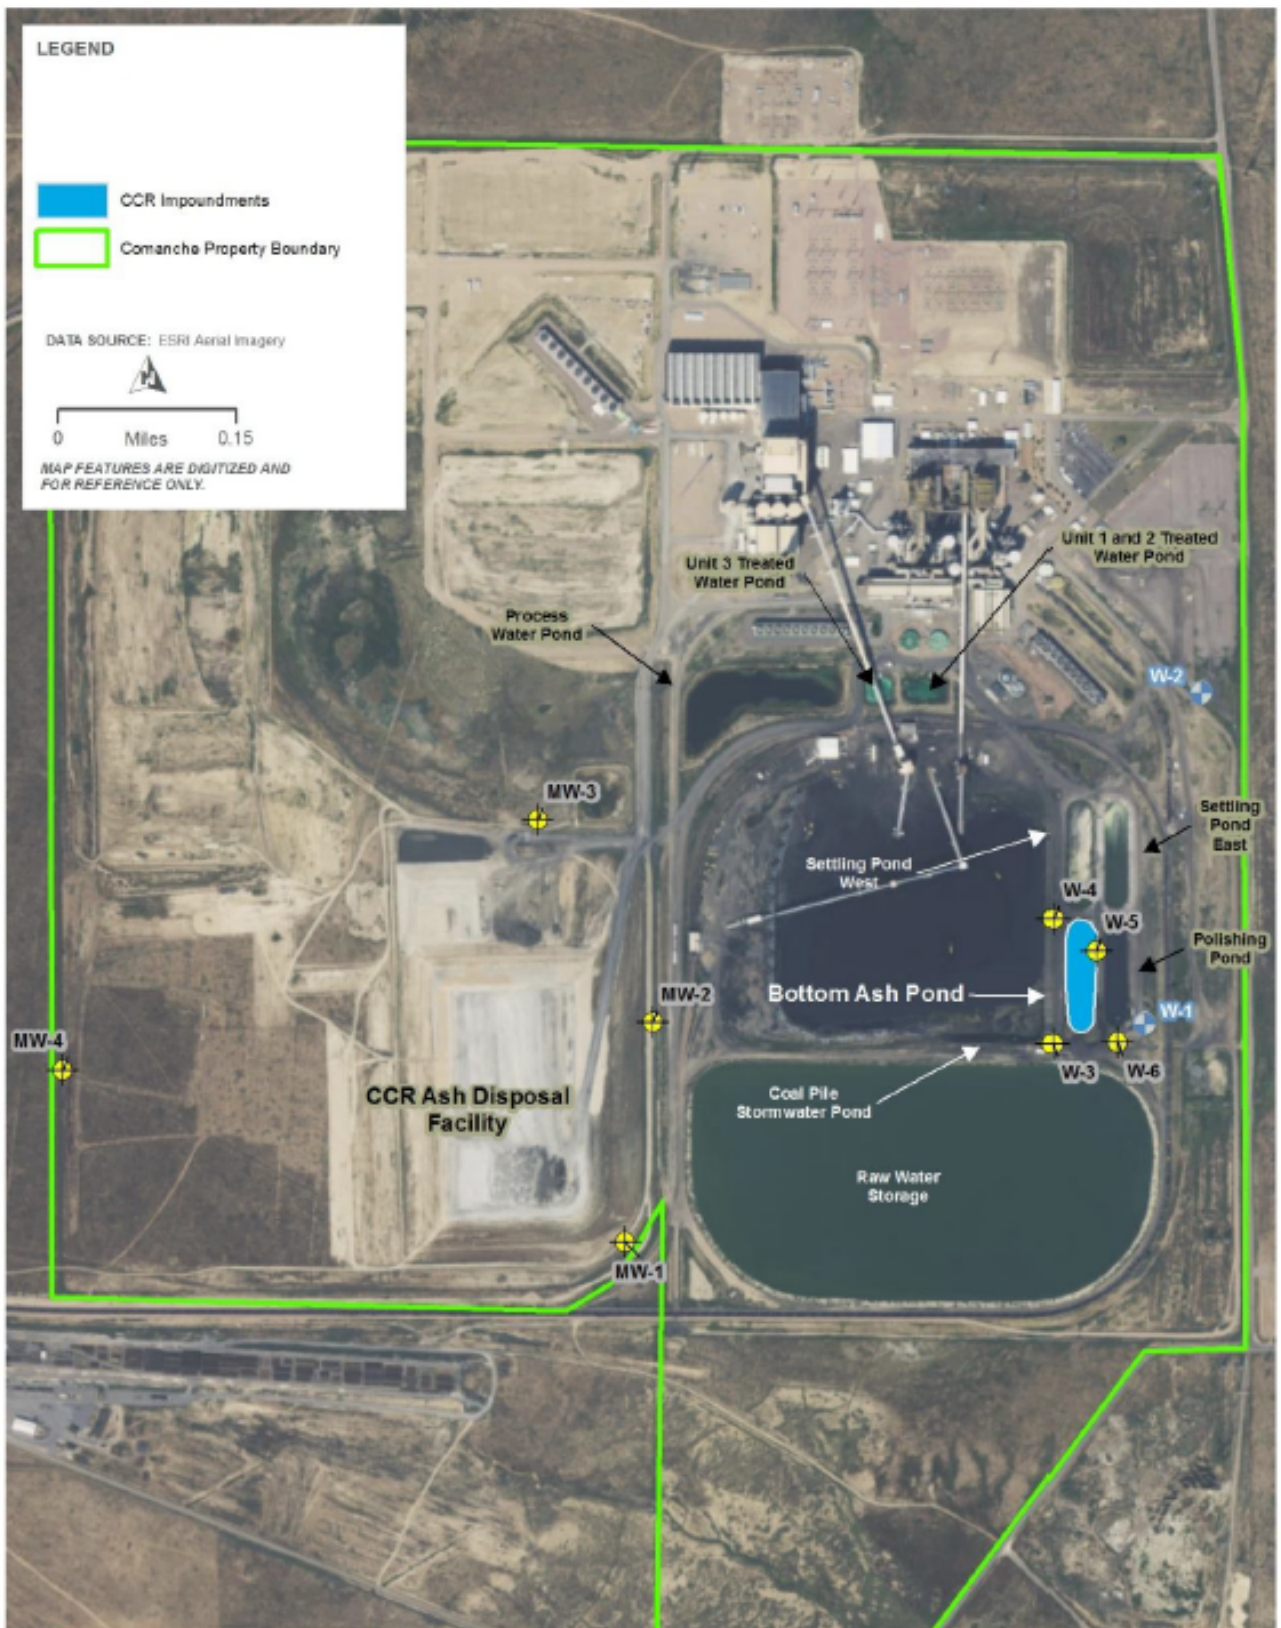 LEGEND
CCR Impoundments
Comanche Property Boundary
DATA SOURCE: ESRI Aerial Imagery
N
0 Miles 0.15
MAP FEATURES ARE DIGITIZED AND
FOR REFERENCE ONLY.
Unit 1 and 2 Treated
Water Pond
Unit 3 Treated
Water Pond
Process
Water Pond
W-2
MW-3
Settling
Pond
East
Settling Pond
West
W-4
W-5
Polishing
Pond
Bottom Ash Pond
MW-2
W-1
MW-4
W-3
W-6
CCR Ash Disposal
Facility
Coal Pile
Stormwater Pond
Raw Water
Storage
MW-1